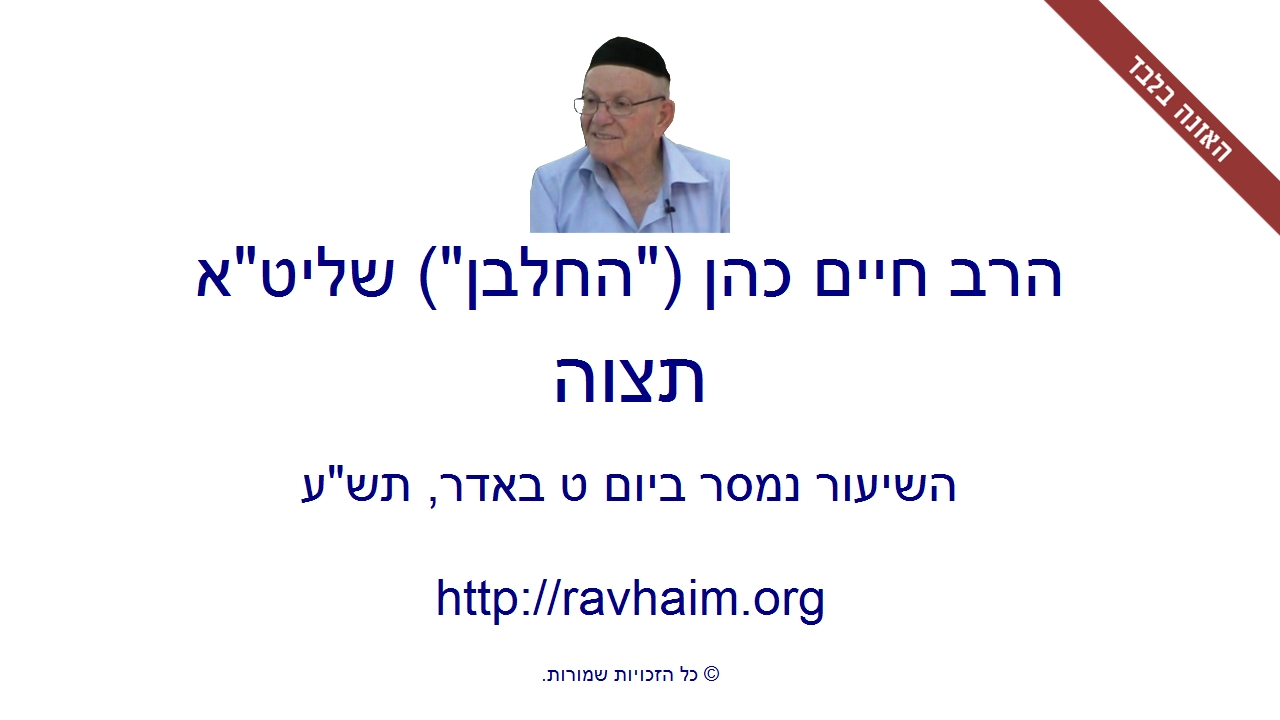 האזנה בלבד
הרב חיים כהן ("החלבן") שליט"א
תצוה
השיעור נמסר ביום ט באדר, תש"ע
http://ravhaim.org
© כל הזכויות שמורות.